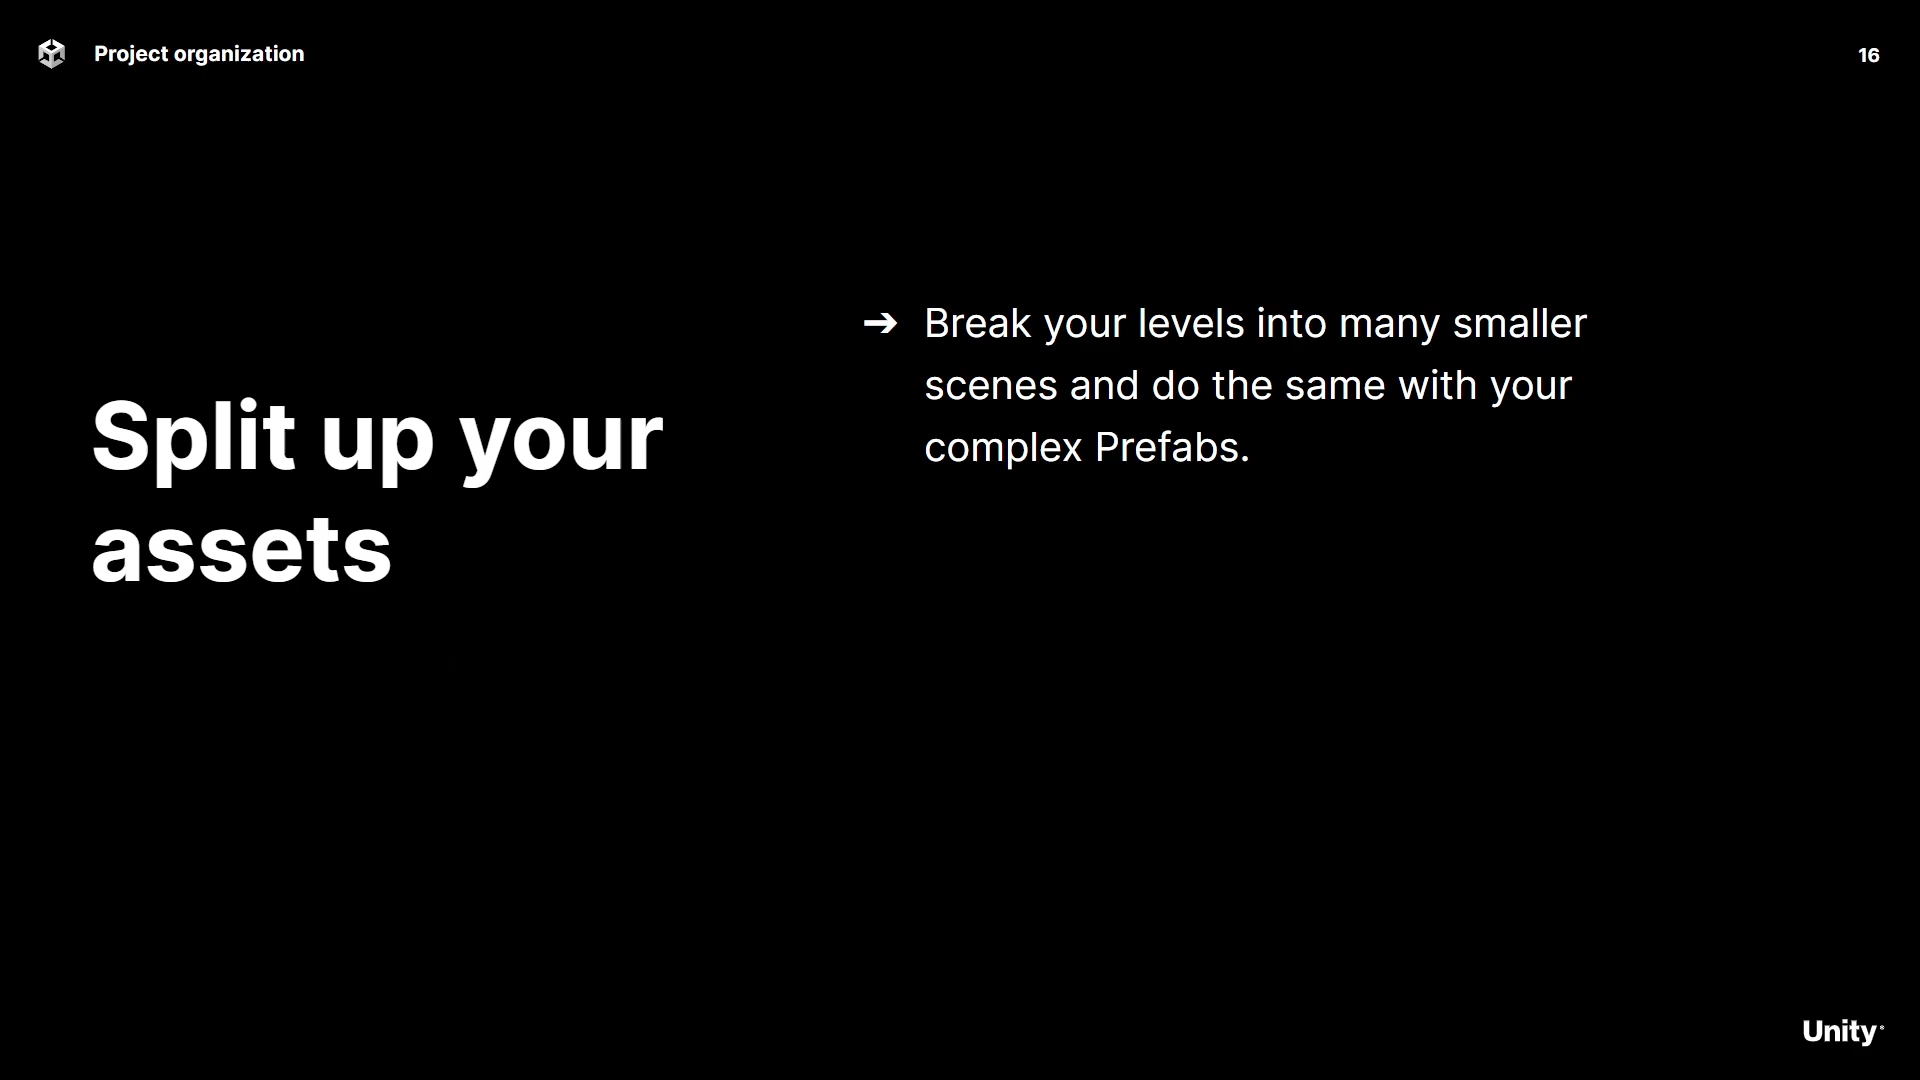 Project organization
16
Split up your
assets
➔ Break your levels into many smaller
scenes and do the same with your
complex Prefabs.
Unity